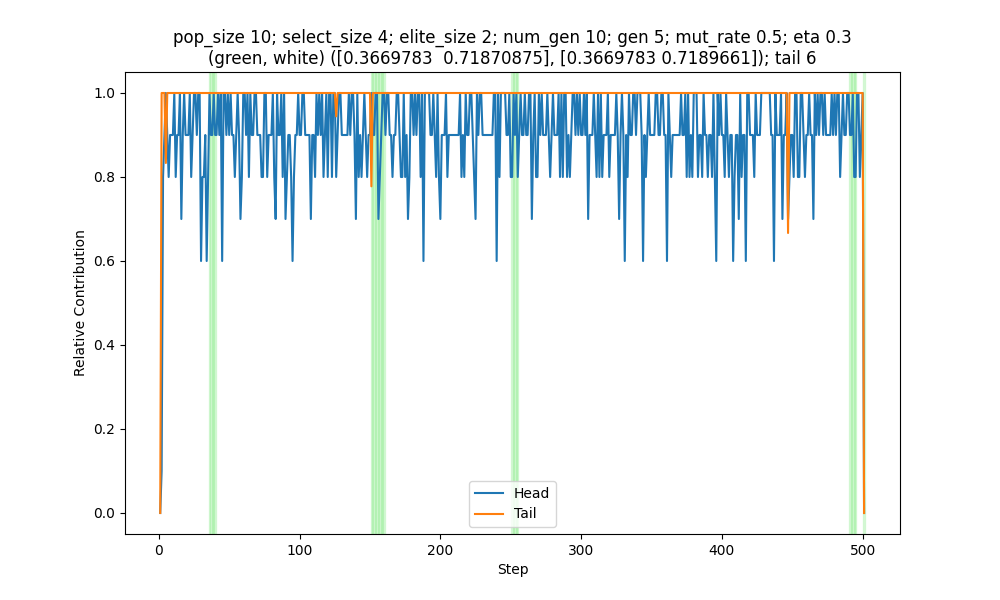 pop_size 10; select_size 4; elite_size 2; num_gen 10; gen 5; mut_rate 0.5; eta 0.3
(green, white) ([0.3669783  0.71870875], [0.3669783 0.7189661]); tail 6
1.0
0.8
0.6
0.4
0.2
0.0
Relative Contribution
Head
Tail
0
100
200
300
400
500
Step